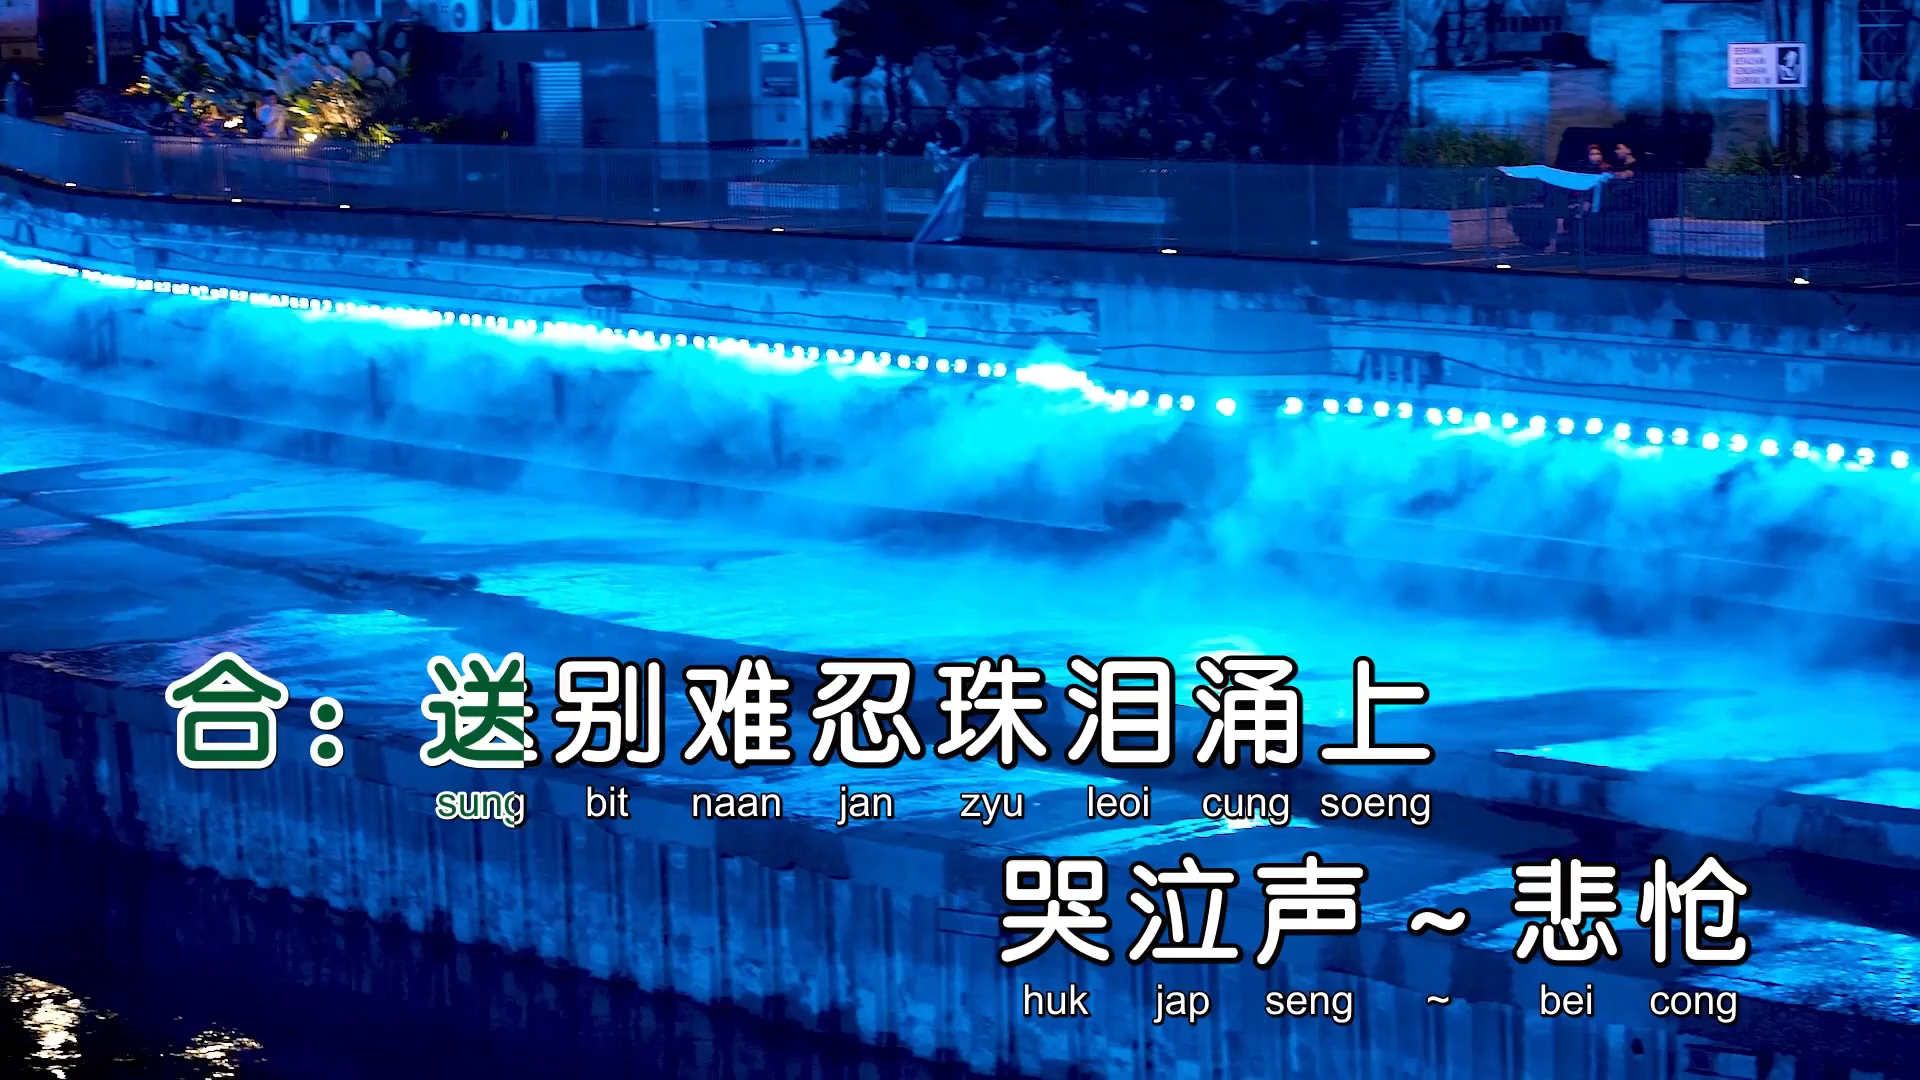 合：送别难忍珠泪涌上
sung bit naan jan zyu leoi cung soeng
哭泣声~悲怆
huk jap seng ~ bei cong